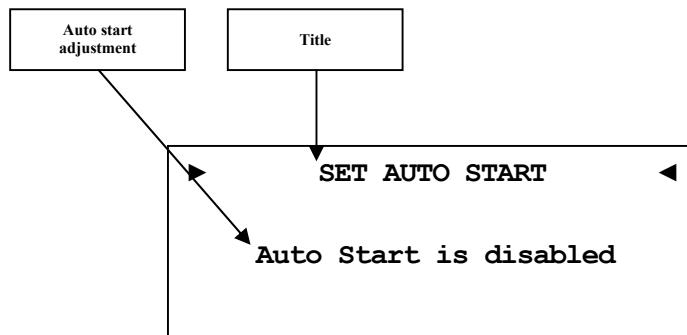 Auto start
adjustment
Title
► SET AUTO START ◄
Auto Start is disabled